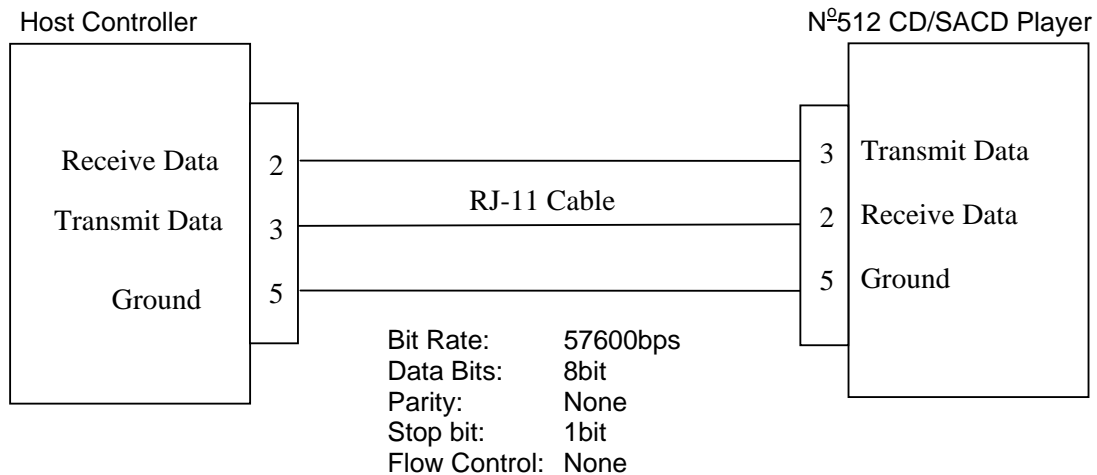 Host Controller
Nº512 CD/SACD Player
Receive Data 2
3 Transmit Data
RJ-11 Cable
Transmit Data 3
2 Receive Data
Ground 5
5 Ground
Bit Rate: 57600bps
Data Bits: 8bit
Parity: None
Stop bit: 1bit
Flow Control: None